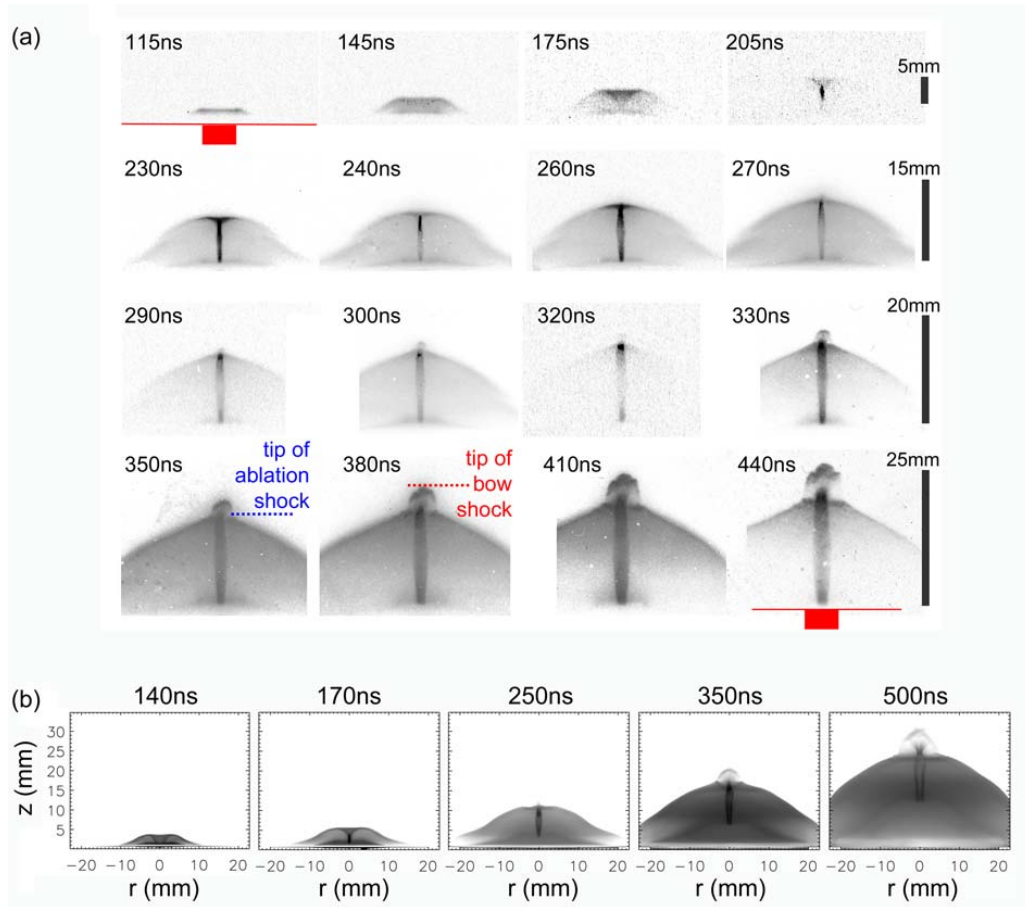 (a)
115ns 145ns 175ns 205ns
5mm
230ns 240ns 260ns 270ns 15mm
290ns 300ns 320ns 330ns 20mm
350ns
tip of
ablation
shock
380ns
tip of
bow
shock
410ns 440ns 25mm
(b)
140ns 170ns 250ns 350ns 500ns
z (mm)
30
25
20
15
10
5
−20 −10 0 10 20 −20 −10 0 10 20 −20 −10 0 10 20 −20 −10 0 10 20 −20 −10 0 10 20
r (mm) r (mm) r (mm) r (mm) r (mm)